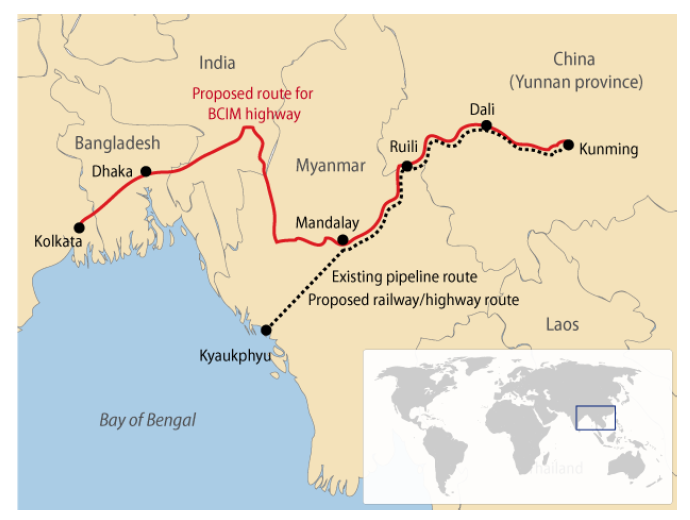 India
China
(Yunnan province)
Proposed route for
BCIM highway
Dali
Bangladesh
Ruili
Kunming
Dhaka
Myanmar
Mandalay
Kolkata
Existing pipeline route
Proposed railway/highway route
Laos
Kyaukphyu
Bay of Bengal
Thailand